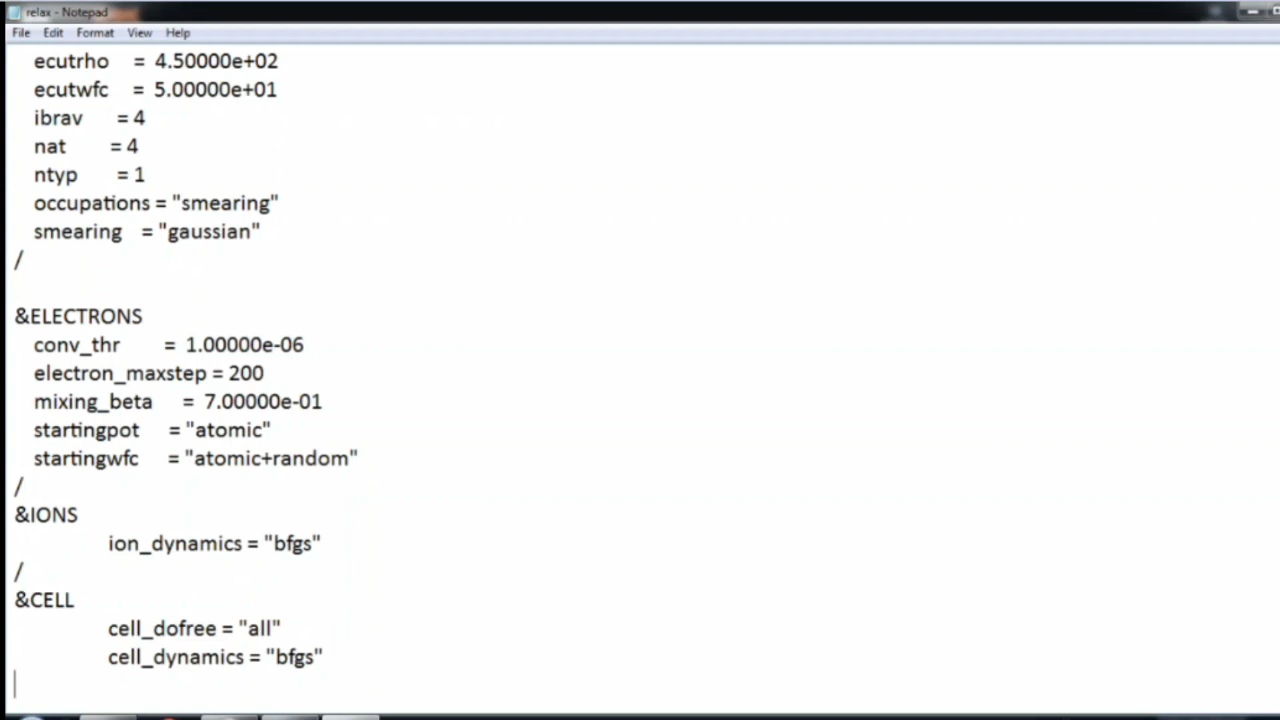 relax - Notepad
File Edit Format View Help
ecutrho = 4.50000e+02
ecutwfc = 5.00000e+01
ibrav = 4
nat = 4
ntyp = 1
occupations = "smearing"
smearing = "gaussian"
/
&ELECTRONS
conv_thr = 1.00000e-06
electron_maxstep = 200
mixing_beta = 7.00000e-01
startingpot = "atomic"
startingwfc = "atomic+random"
/
&IONS
ion_dynamics = "bfgs"
/
&CELL
cell_dofree = "all"
cell_dynamics = "bfgs"